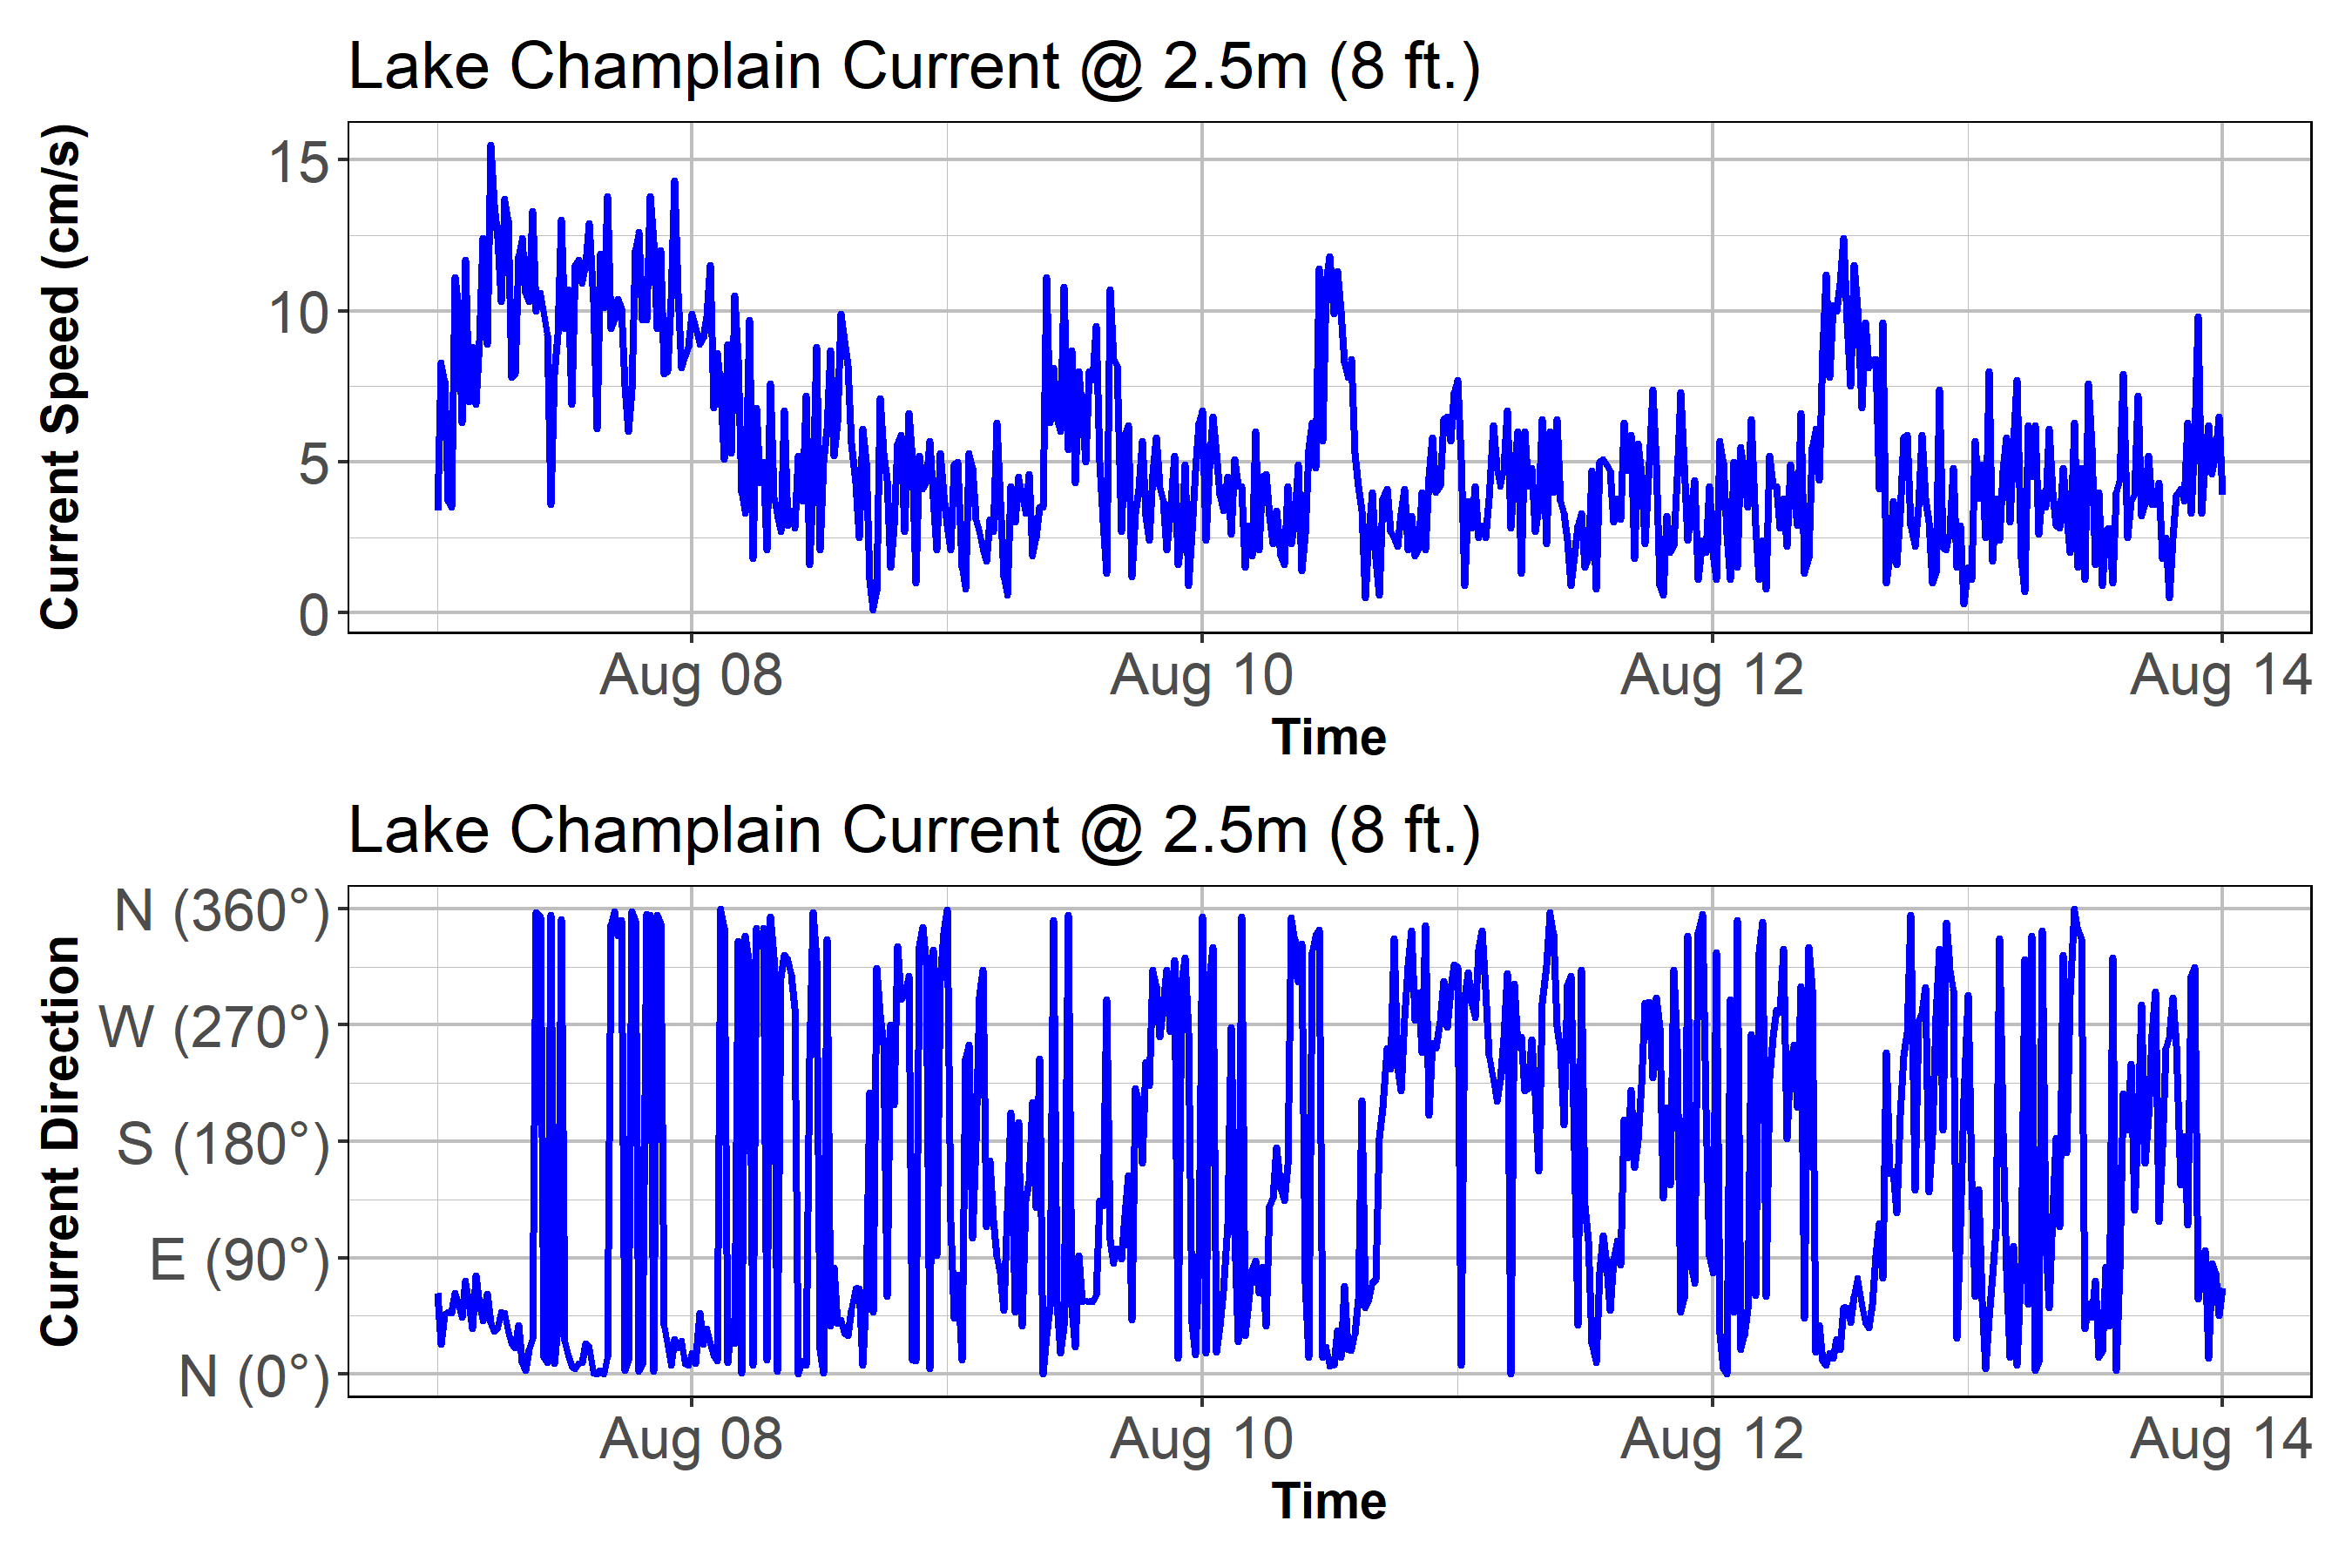 Lake Champlain Current @ 2.5m (8 ft.)
Current Speed (cm/s)
15
10
5
0
Aug 08 Aug 10 Aug 12 Aug 14
Time
Lake Champlain Current @ 2.5m (8 ft.)
Current Direction
N (360°)
W (270°)
S (180°)
E (90°)
N (0°)
Aug 08 Aug 10 Aug 12 Aug 14
Time